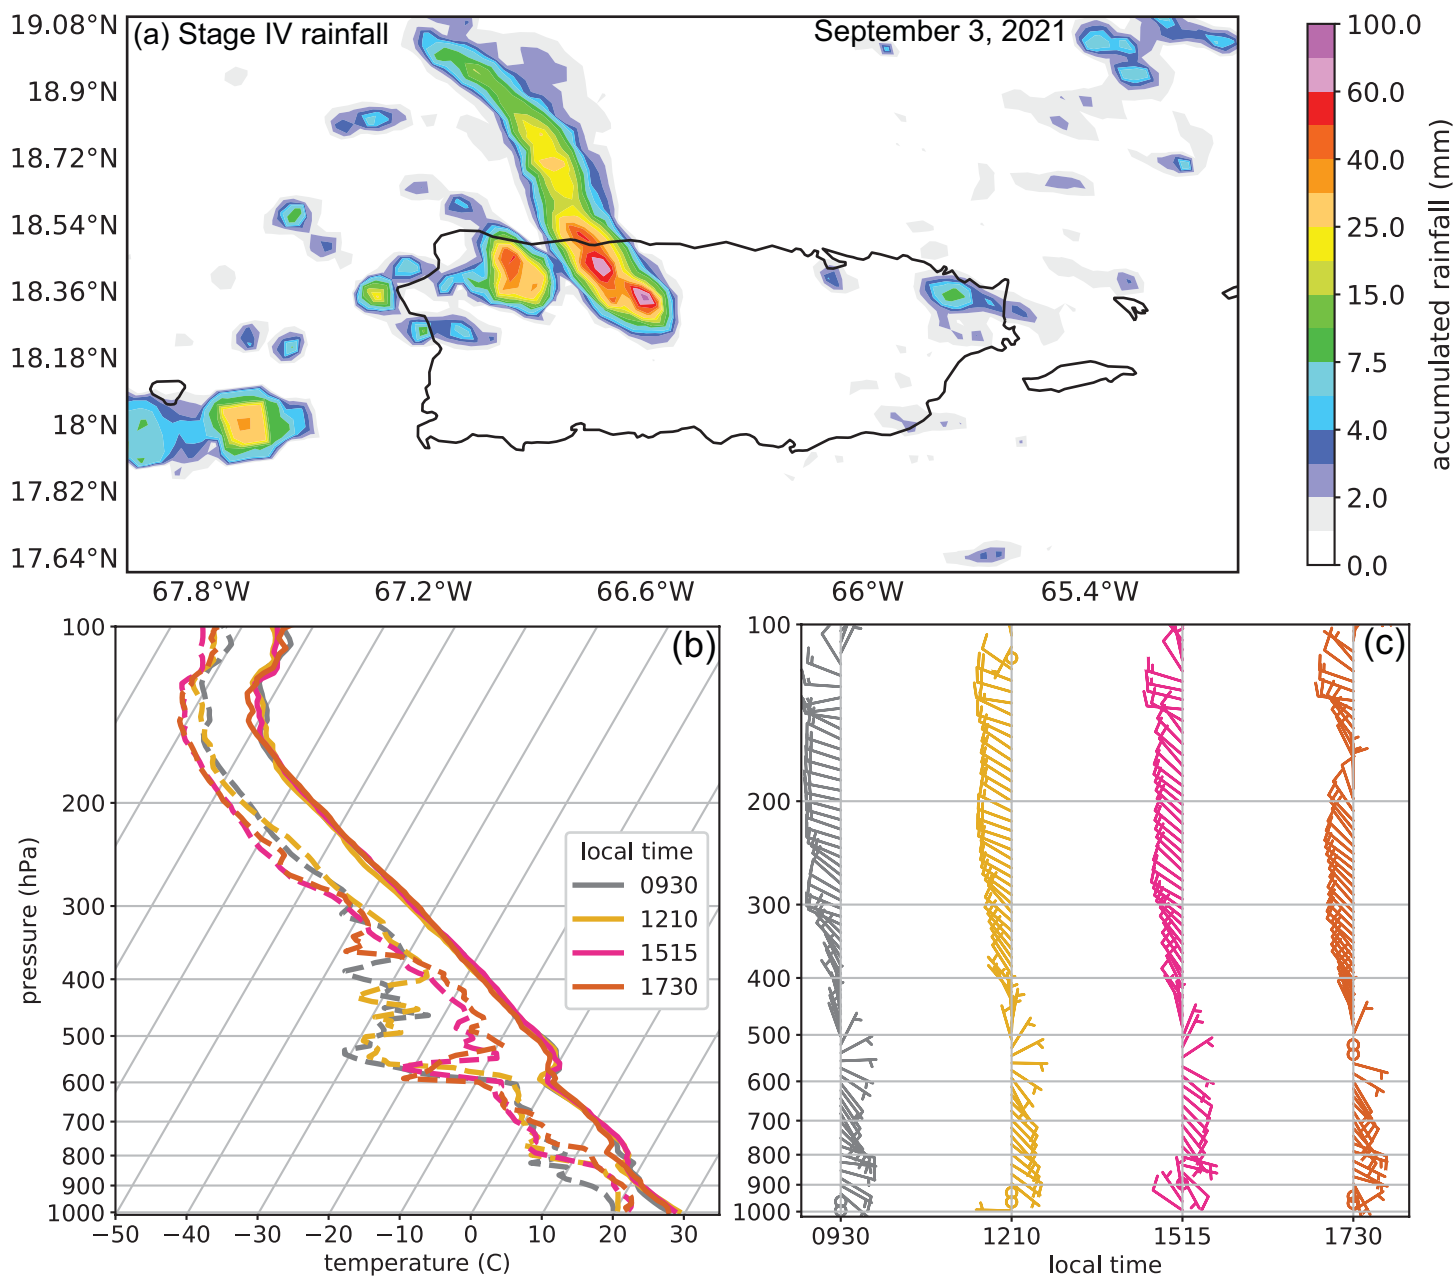 (a) Stage IV rainfall
September 3, 2021
19.08°N
18.9°N
18.72°N
18.54°N
18.36°N
18.18°N
18°N
17.82°N
17.64°N
67.8°W
67.2°W
66.6°W
66°W
65.4°W
100.0
60.0
40.0
25.0
15.0
7.5
4.0
2.0
0.0
accumulated rainfall (mm)
(b)
100
200
300
400
500
600
700
800
900
1000
pressure (hPa)
−50
−40
−30
−20
−10
0
10
20
30
temperature (C)
local time
0930
1210
1515
1730
(c)
100
200
300
400
500
600
700
800
900
1000
0930
1210
1515
1730
local time